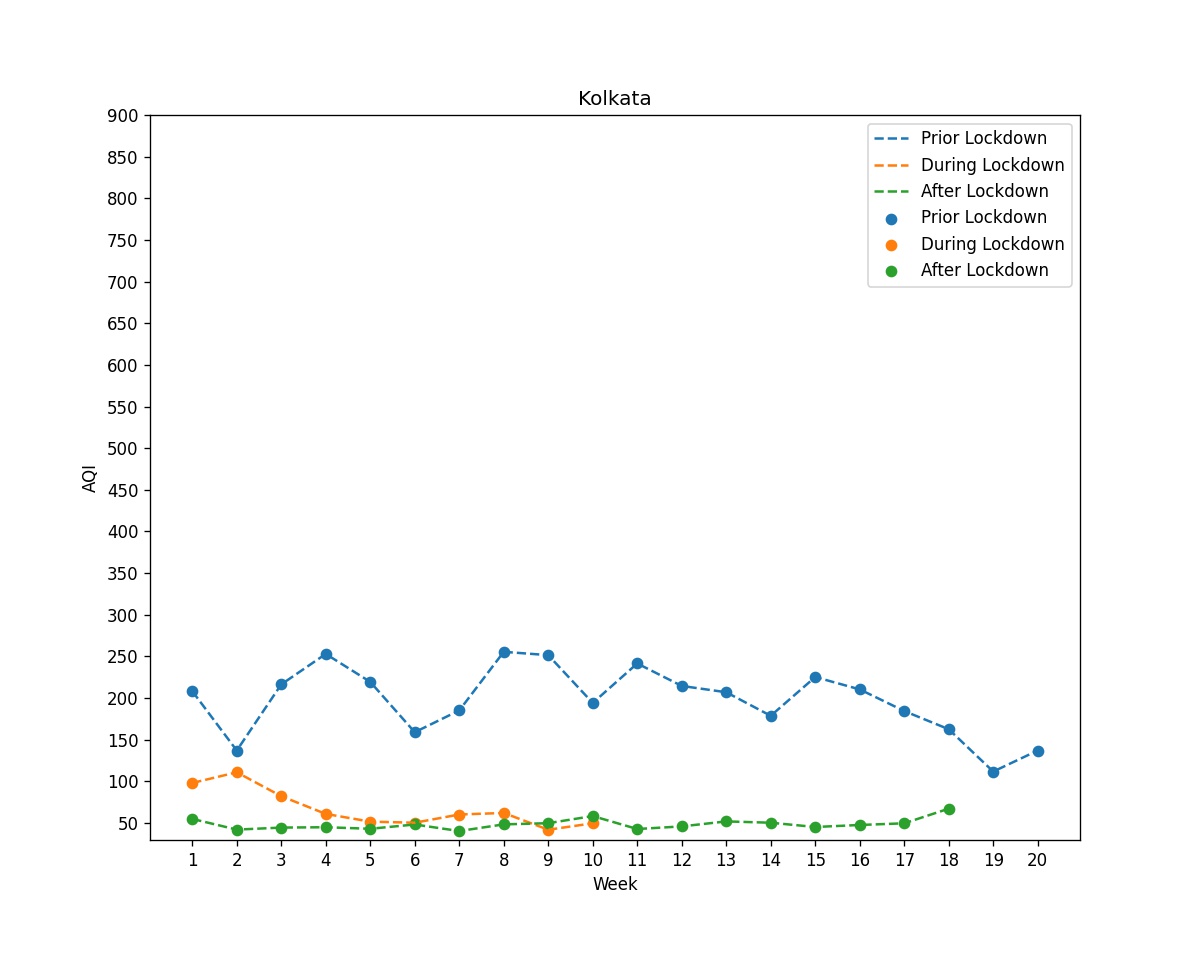 Kolkata
900
850
800
750
700
650
600
550
500
450
400
350
300
250
200
150
100
50
AQI
Prior Lockdown
During Lockdown
After Lockdown
Prior Lockdown
During Lockdown
After Lockdown
1 2 3 4 5 6 7 8 9 10 11 12 13 14 15 16 17 18 19 20
Week